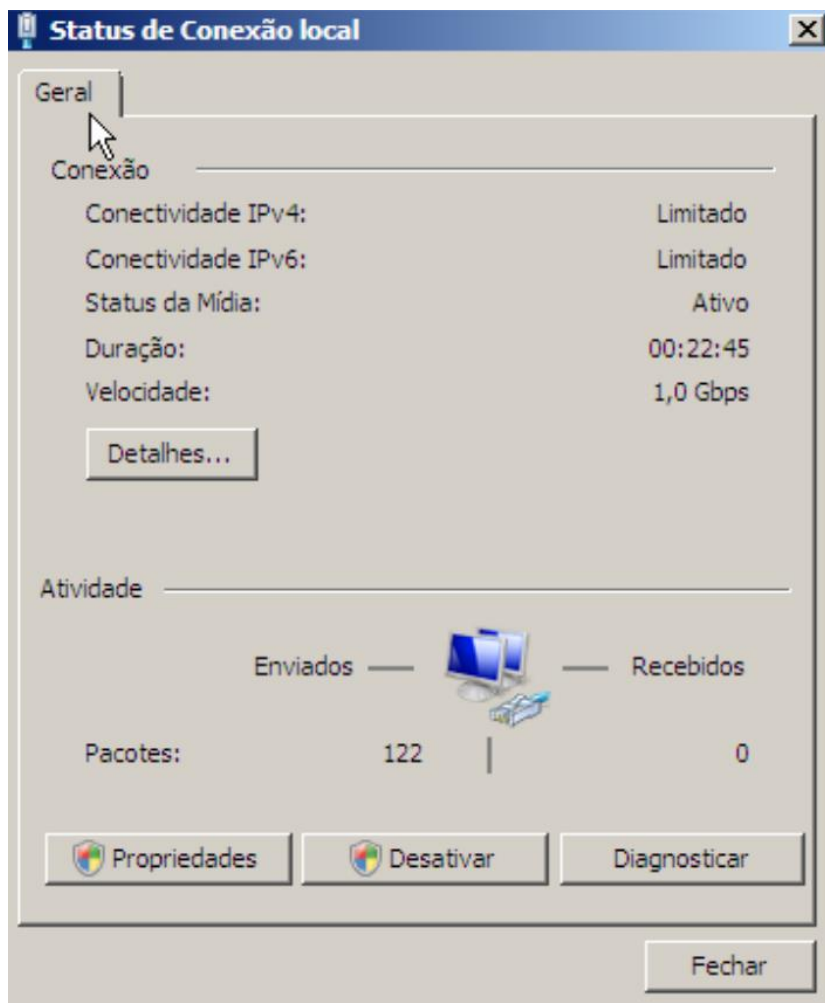 Status de Conexão local
Geral
Conexão
Conectividade IPv4: Limitado
Conectividade IPv6: Limitado
Status da Mídia: Ativo
Duração: 00:22:45
Velocidade: 1,0 Gbps
Detalhes...
Atividade
Enviados Recebidos
Pacotes: 122 0
Propriedades Desativar Diagnosticar
Fechar